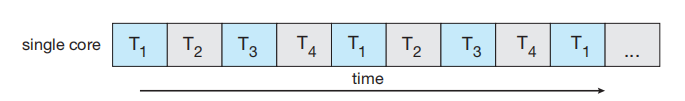 single core T₁ T₂ T₃ T₄ T₁ T₂ T₃ T₄ T₁ ...
time